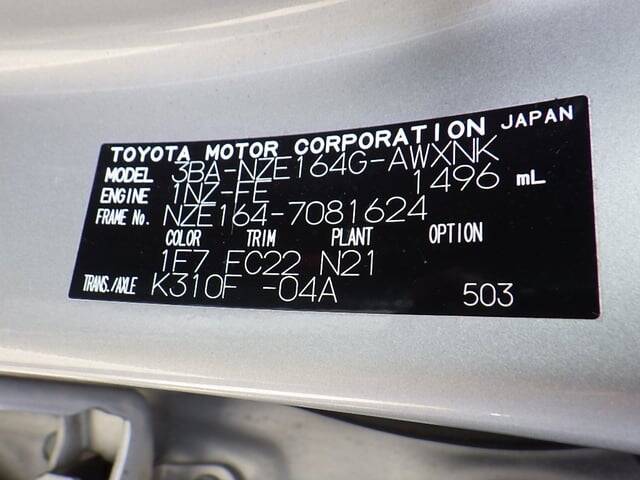 TOYOTA MOTOR CORPORATION JAPAN
MODEL 3BA-NZE164G-AWXNK
ENGINE 1NZ-FE 1496 mL
FRAME No. NZE164-7081624
COLOR TRIM PLANT OPTION
1F7 FC22 N21
TRANS./AXLE K310F -04A 503